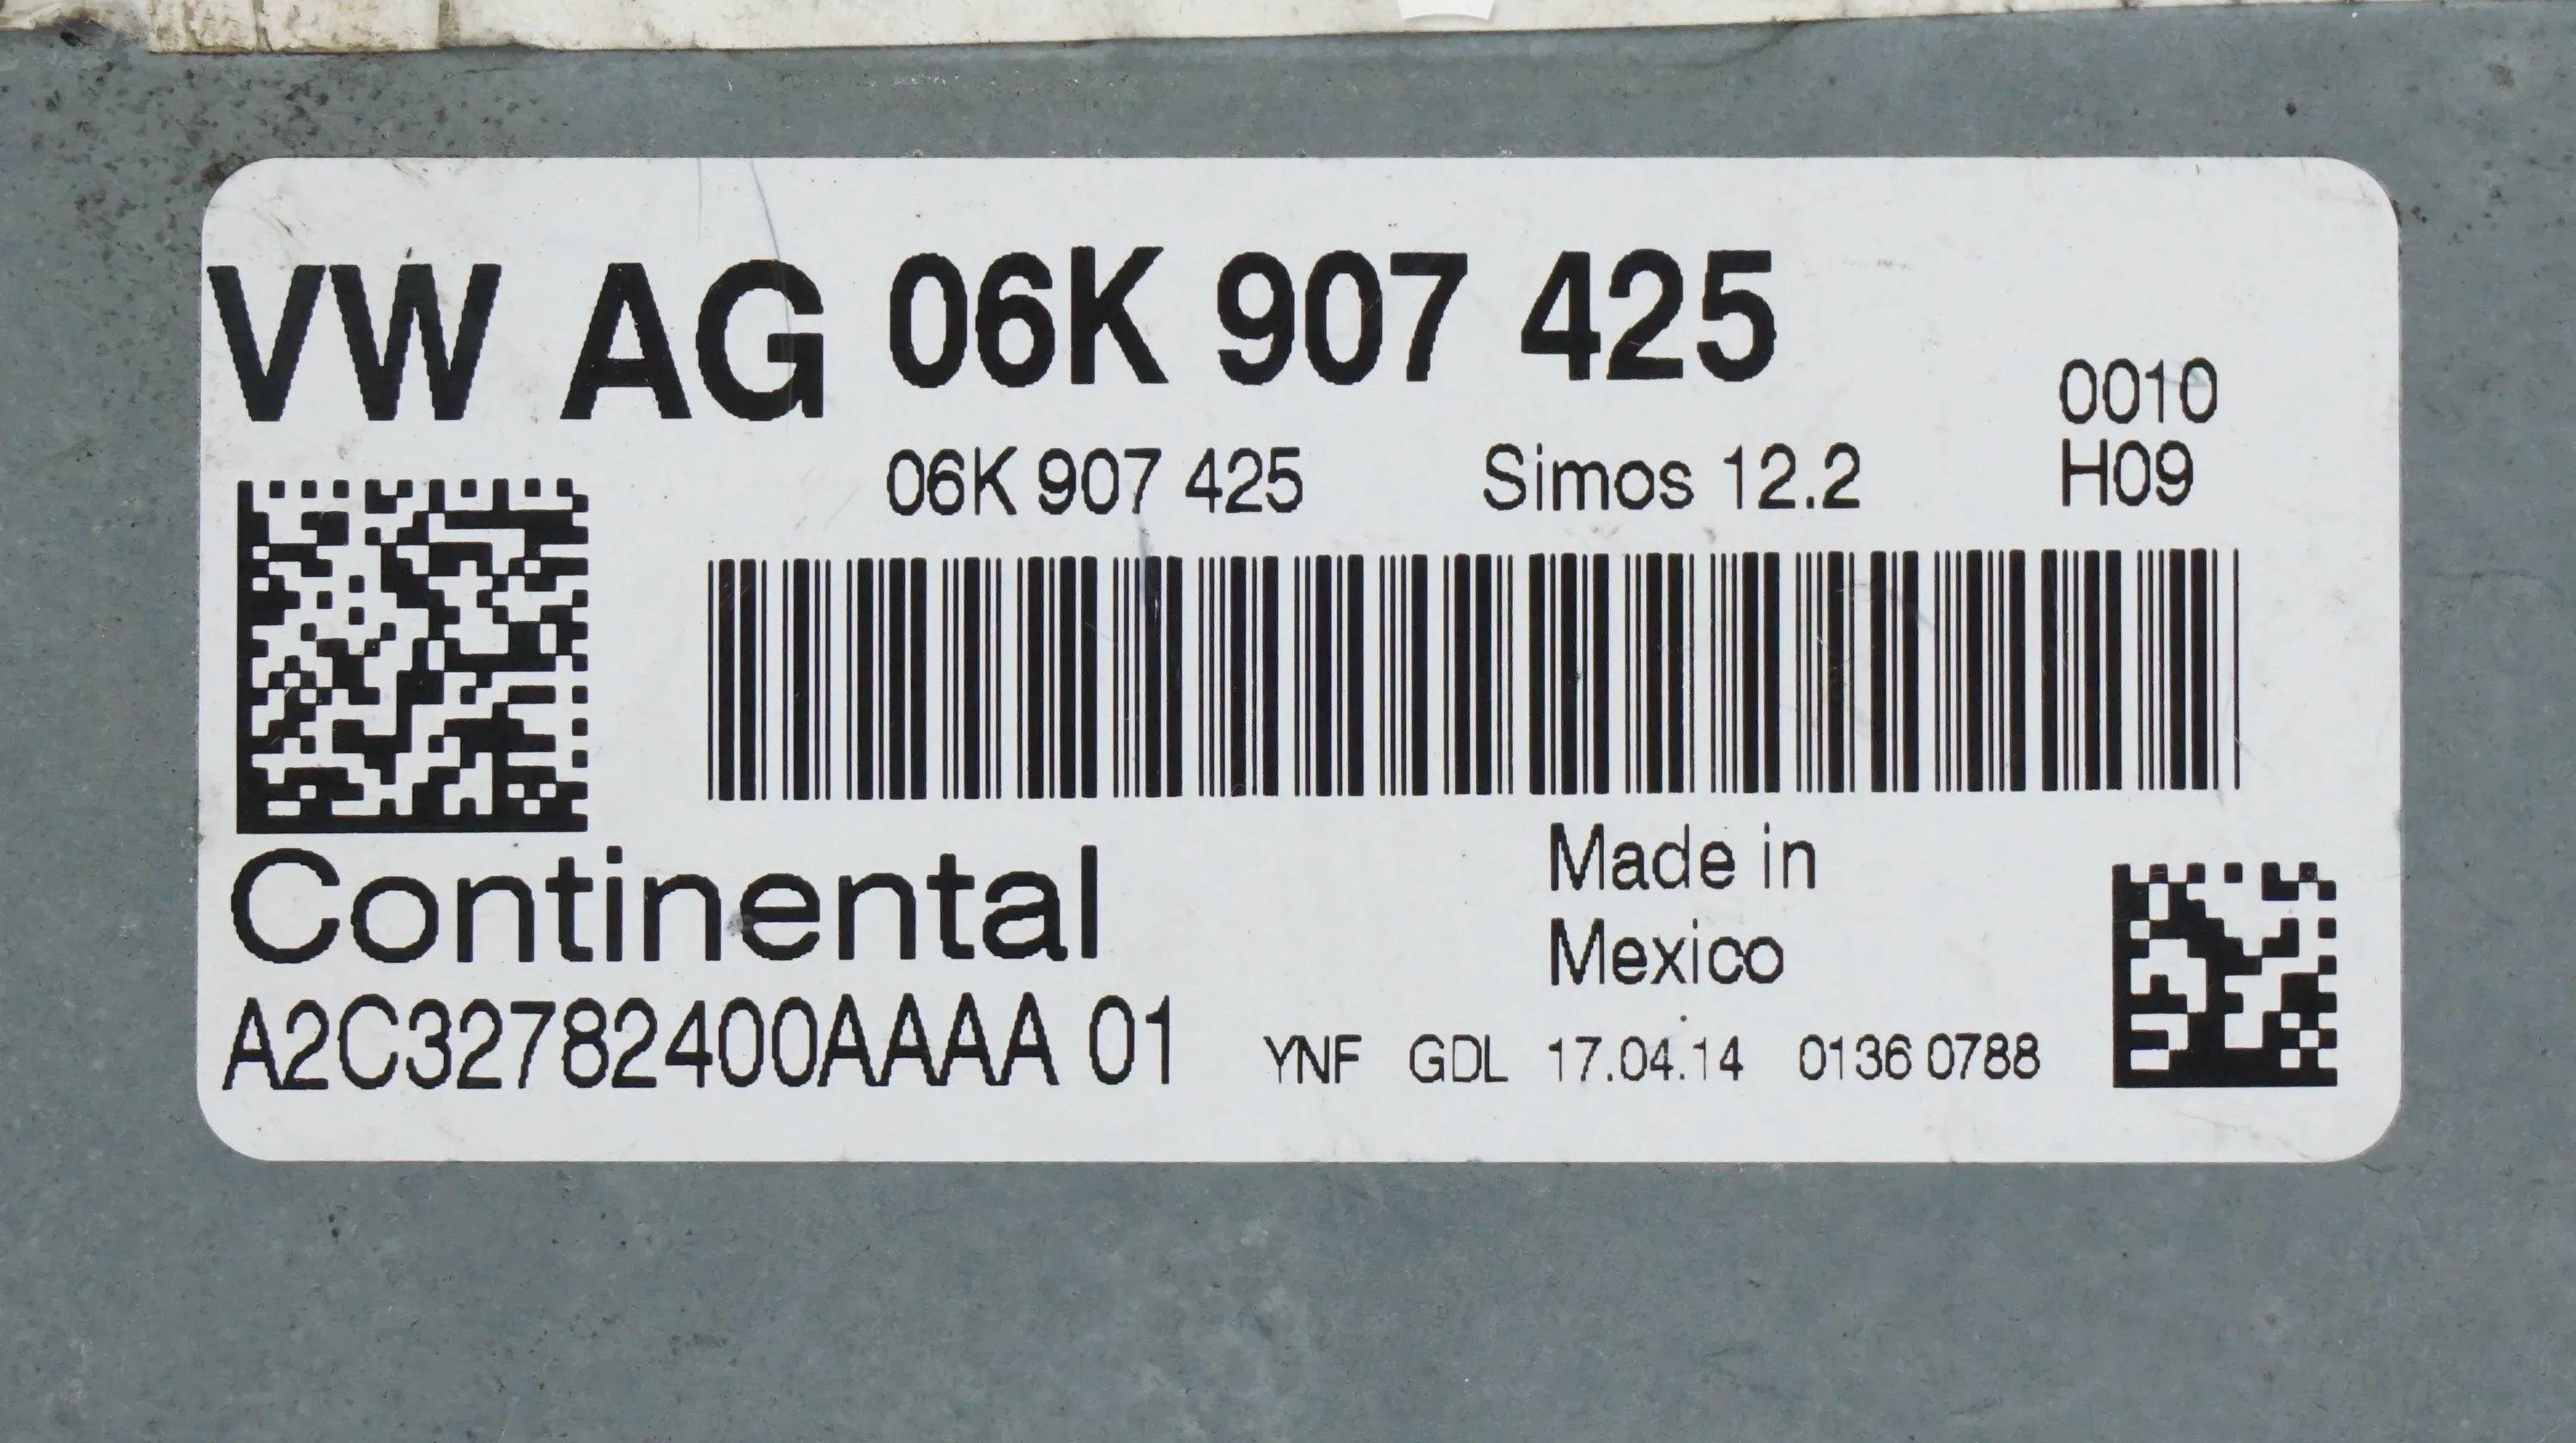 VW AG 06K 907 425
0010
06K 907 425 Simos 12.2 H09
Made in
Continental
Mexico
A2C32782400AAAA 01 YNF GDL 17.04.14 0136 0788